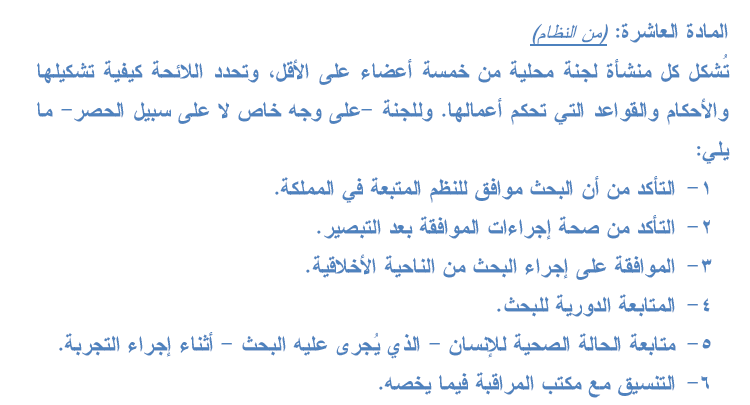 المادة العاشرة: (من النظام)
تُشكل كل منشأة لجنة محلية من خمسة أعضاء على الأقل، وتحدد اللائحة كيفية تشكيلها
والأحكام والقواعد التي تحكم أعمالها. وللجنة –على وجه خاص لا على سبيل الحصر– ما
يلي:
١- التأكد من أن البحث موافق للنظم المتبعة في المملكة.
٢- التأكد من صحة إجراءات الموافقة بعد التبصير.
٣- الموافقة على إجراء البحث من الناحية الأخلاقية.
٤- المتابعة الدورية للبحث.
٥- متابعة الحالة الصحية للإنسان – الذي يُجرى عليه البحث – أثناء إجراء التجربة.
٦- التنسيق مع مكتب المراقبة فيما يخصه.